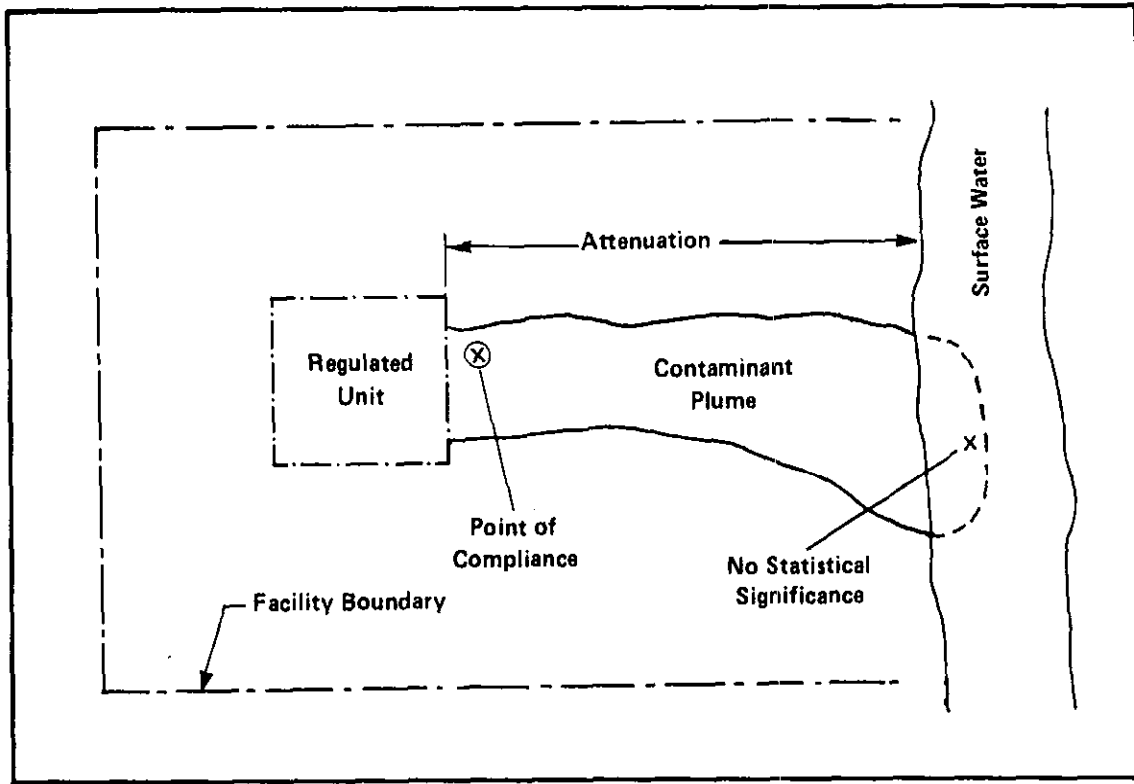 Surface Water
Attenuation
Regulated
Unit
X
Contaminant
Plume
X
Point of
Compliance
No Statistical
Significance
Facility Boundary